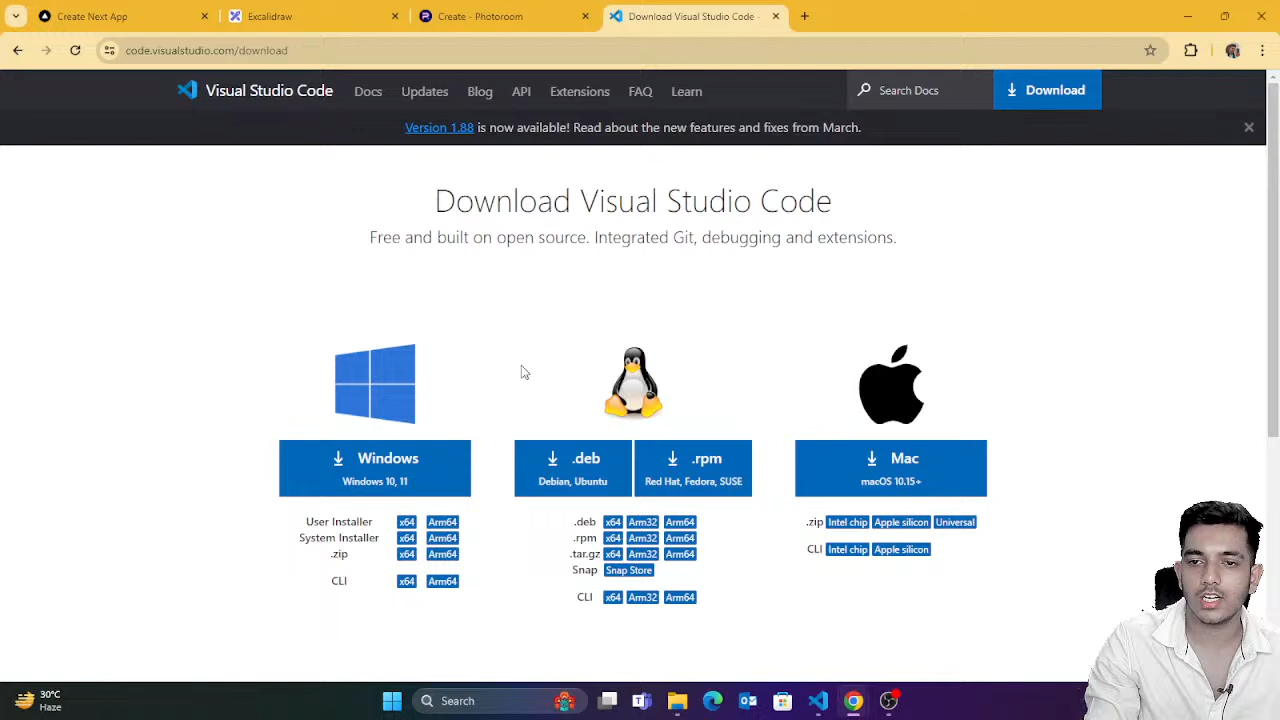 Create Next App
Excalidraw
Create - Photoroom
Download Visual Studio Code -
code.visualstudio.com/download
Visual Studio Code Docs Updates Blog API Extensions FAQ Learn Search Docs Download
Version 1.88 is now available! Read about the new features and fixes from March.
Download Visual Studio Code
Free and built on open source. Integrated Git, debugging and extensions.
Windows
Windows 10, 11
User Installer x64 Arm64
System Installer x64 Arm64
.zip x64 Arm64
CLI x64 Arm64
.deb
Debian, Ubuntu
.rpm
Red Hat, Fedora, SUSE
.deb x64 Arm32 Arm64
.rpm x64 Arm32 Arm64
.tar.gz x64 Arm32 Arm64
Snap Snap Store
CLI x64 Arm32 Arm64
Mac
macOS 10.15+
.zip Intel chip Apple silicon Universal
CLI Intel chip Apple silicon
30°C
Haze
Search